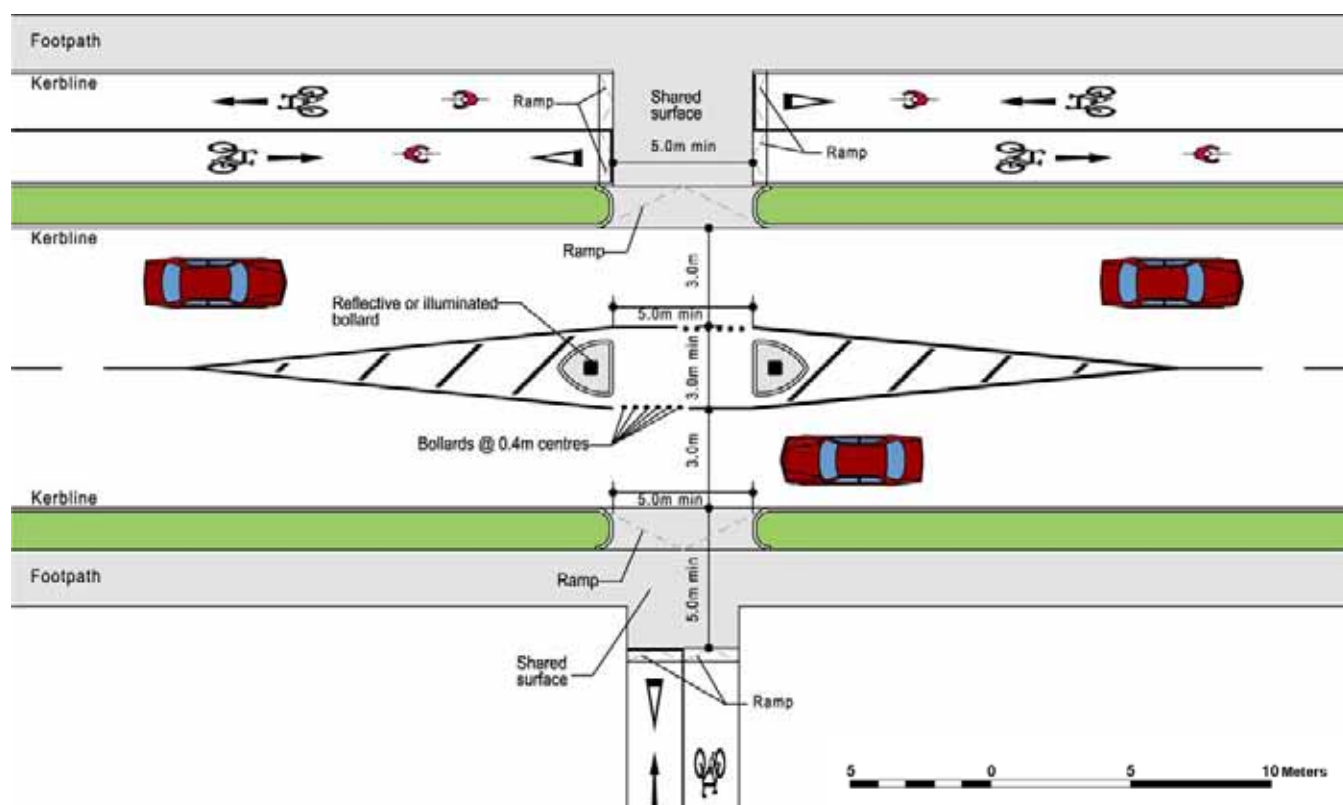 Footpath
Kerbline
Ramp
Shared
surface
5.0m min
Ramp
Kerbline
Ramp
3.0m
Reflective or illuminated
bollard
5.0m min
3.0m min
Bollards @ 0.4m centres
3.0m
Kerbline
5.0m min
Footpath
Ramp
5.0m min
Shared
surface
Ramp
5 0 5 10 Meters